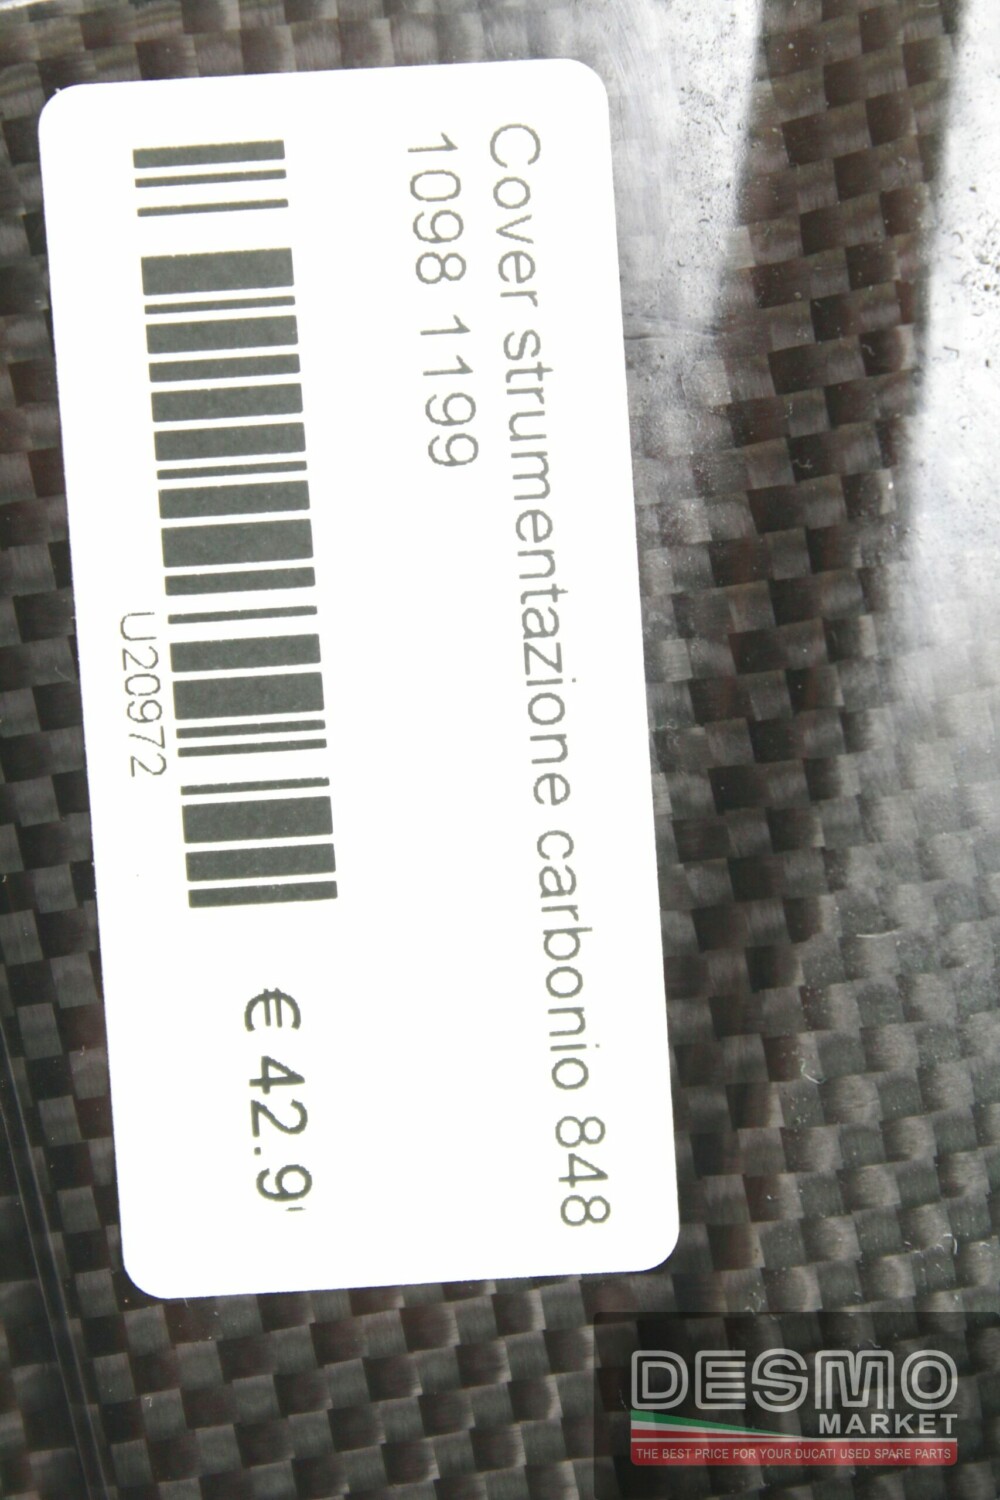 Cover strumentazione carbonio 848
1098 1199
U20972
€ 42.9
DESMO
MARKET
THE BEST PRICE FOR YOUR DUCATI USED SPARE PARTS